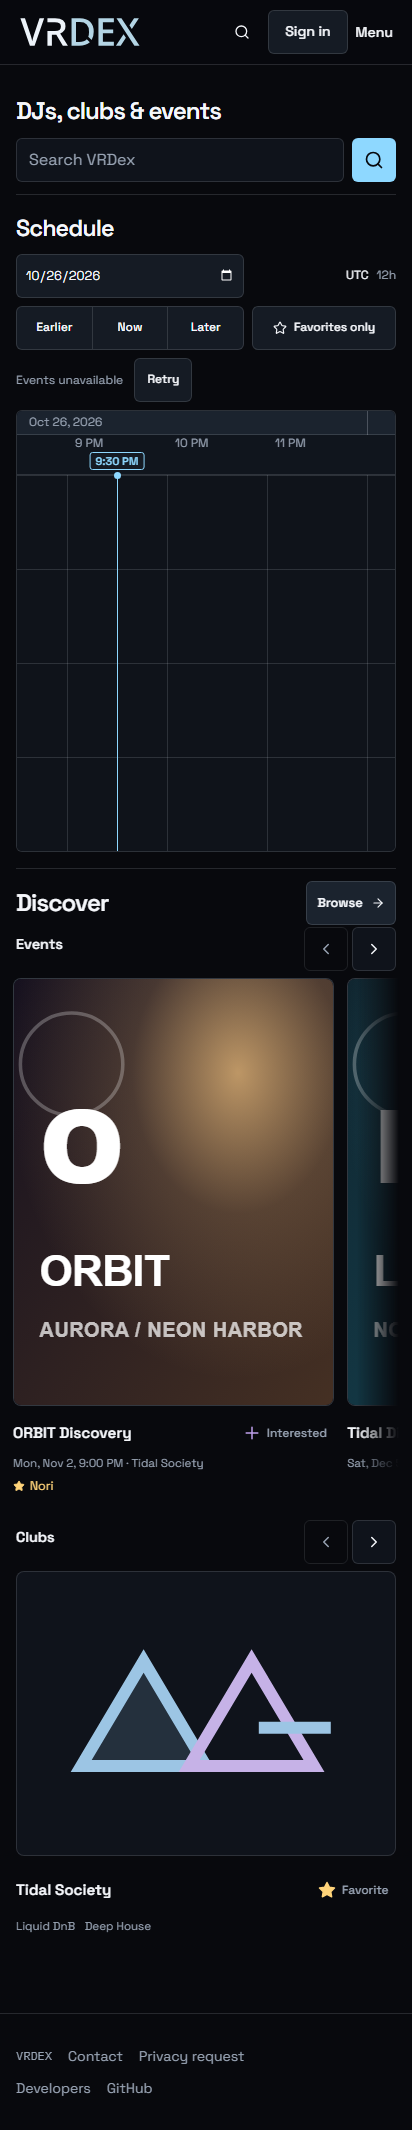 VRDEX
Sign in
Menu
DJs, clubs & events
Search VRDex
Schedule
10/26/2026
UTC 12h
Earlier
Now
Later
Favorites only
Events unavailable
Retry
Oct 26, 2026
9 PM
10 PM
11 PM
9:30 PM
Discover
Browse
Events
O
ORBIT
AURORA / NEON HARBOR
ORBIT Discovery
Interested
Tidal D
Mon, Nov 2, 9:00 PM · Tidal Society
Sat, Dec
Nori
Clubs
Tidal Society
Favorite
Liquid DnB Deep House
VRDEX Contact Privacy request
Developers GitHub